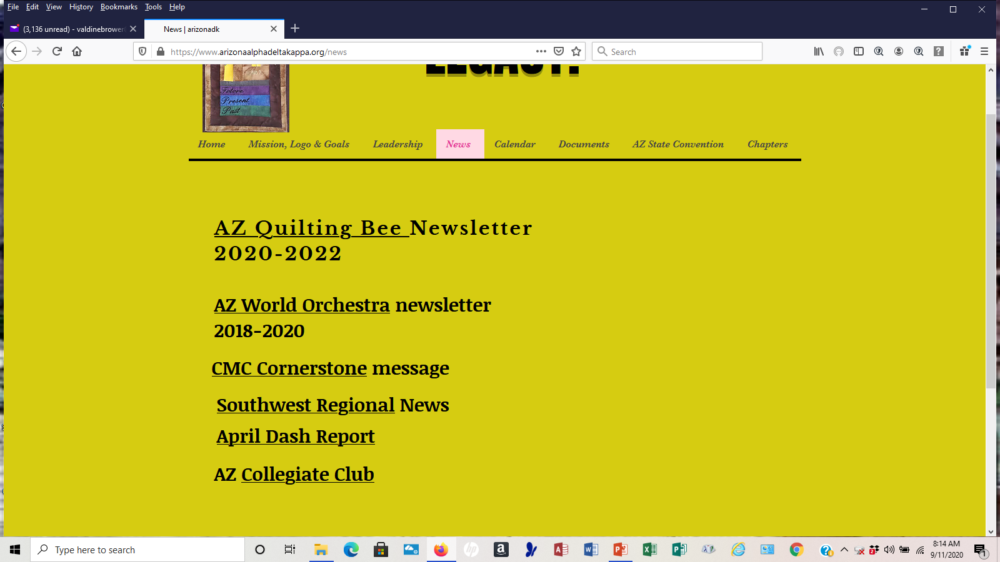 File Edit View History Bookmarks Tools Help
(3,136 unread) - valdinebrower
News | arizonadk
https://www.arizonaalphadeltakappa.org/news
Search
LEGACY!
Future
Present
Past
Home Mission, Logo & Goals Leadership News Calendar Documents AZ State Convention Chapters
AZ Quilting Bee Newsletter
2020-2022
AZ World Orchestra newsletter
2018-2020
CMC Cornerstone message
Southwest Regional News
April Dash Report
AZ Collegiate Club
Type here to search
8:14 AM
9/11/2020
1